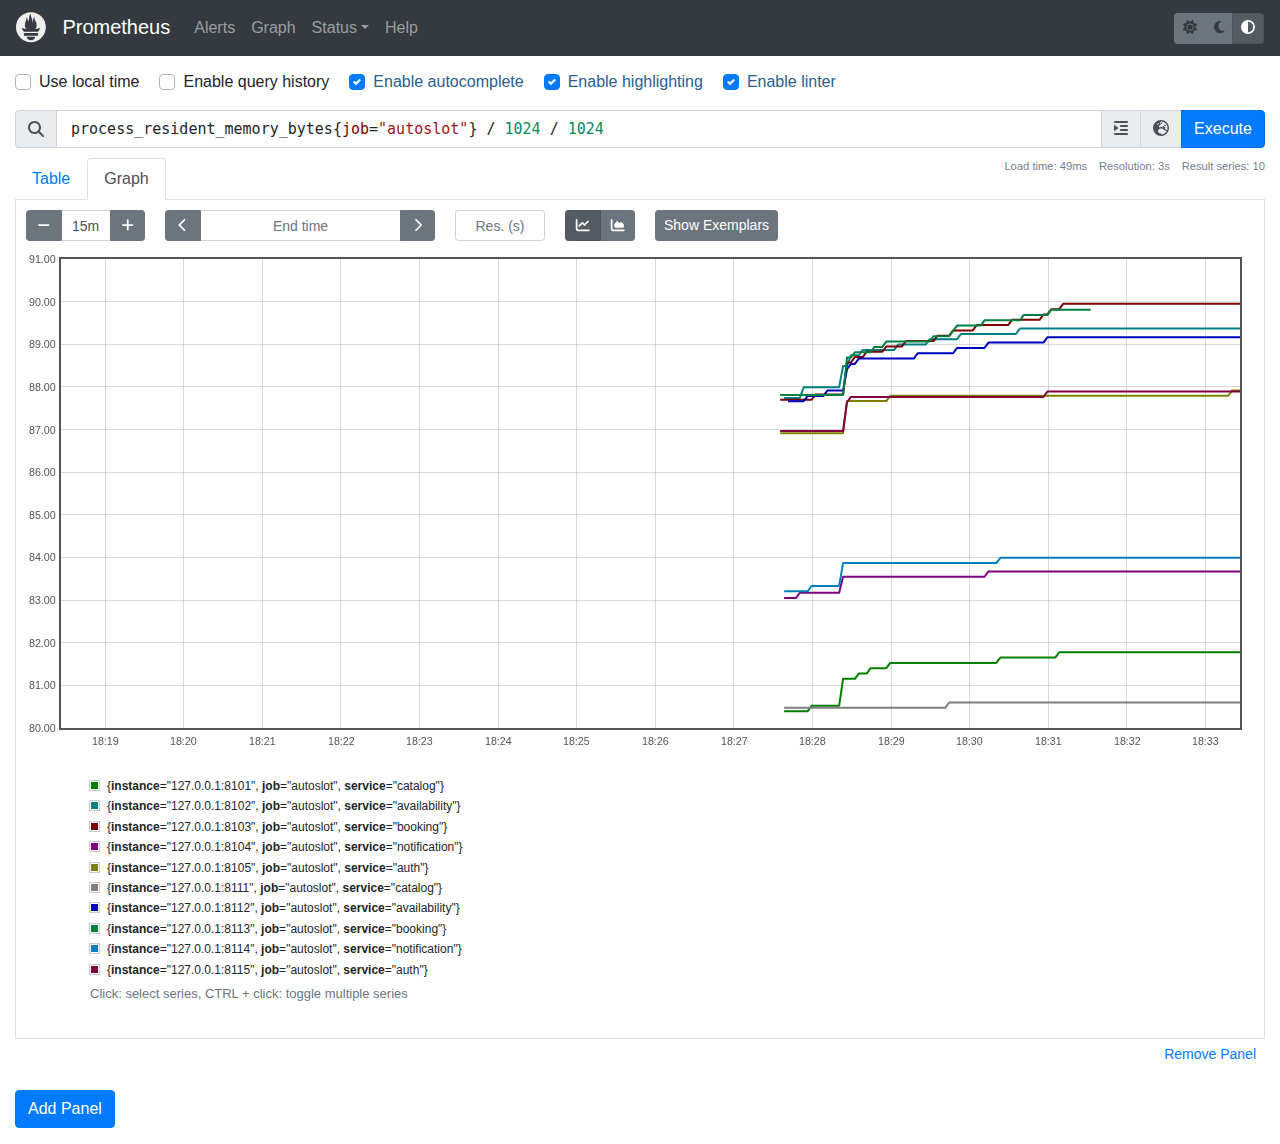 Prometheus Alerts Graph Status Help
Use local time Enable query history Enable autocomplete Enable highlighting Enable linter
process_resident_memory_bytes{job="autoslot"} / 1024 / 1024 Execute
Load time: 49ms Resolution: 3s Result series: 10
Table Graph
15m End time Res. (s) Show Exemplars
91.00
90.00
89.00
88.00
87.00
86.00
85.00
84.00
83.00
82.00
81.00
80.00
18:19 18:20 18:21 18:22 18:23 18:24 18:25 18:26 18:27 18:28 18:29 18:30 18:31 18:32 18:33
{instance="127.0.0.1:8101", job="autoslot", service="catalog"}
{instance="127.0.0.1:8102", job="autoslot", service="availability"}
{instance="127.0.0.1:8103", job="autoslot", service="booking"}
{instance="127.0.0.1:8104", job="autoslot", service="notification"}
{instance="127.0.0.1:8105", job="autoslot", service="auth"}
{instance="127.0.0.1:8111", job="autoslot", service="catalog"}
{instance="127.0.0.1:8112", job="autoslot", service="availability"}
{instance="127.0.0.1:8113", job="autoslot", service="booking"}
{instance="127.0.0.1:8114", job="autoslot", service="notification"}
{instance="127.0.0.1:8115", job="autoslot", service="auth"}
Click: select series, CTRL + click: toggle multiple series
Remove Panel
Add Panel